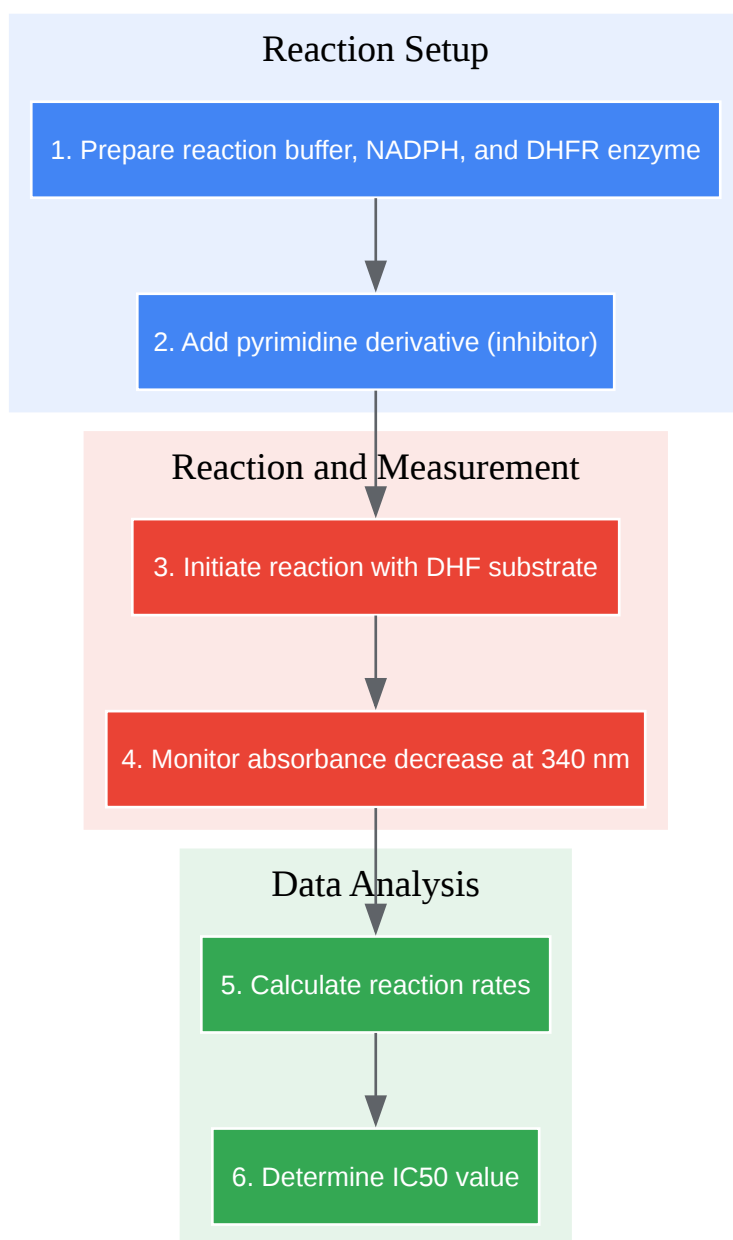 Reaction Setup
1. Prepare reaction buffer, NADPH, and DHFR enzyme
2. Add pyrimidine derivative (inhibitor)
Reaction and Measurement
3. Initiate reaction with DHF substrate
4. Monitor absorbance decrease at 340 nm
Data Analysis
5. Calculate reaction rates
6. Determine IC50 value